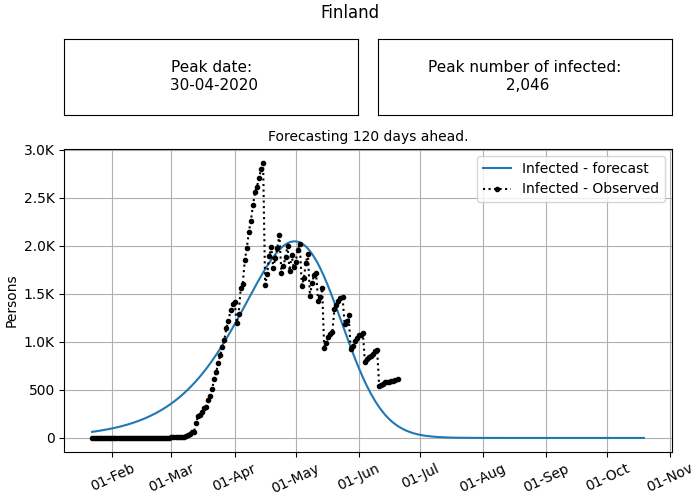 Finland
Peak date:
30-04-2020
Peak number of infected:
2,046
Forecasting 120 days ahead.
3.0K
2.5K
2.0K
1.5K
1.0K
500
0
Persons
Infected - forecast
Infected - Observed
01-Feb
01-Mar
01-Apr
01-May
01-Jun
01-Jul
01-Aug
01-Sep
01-Oct
01-Nov